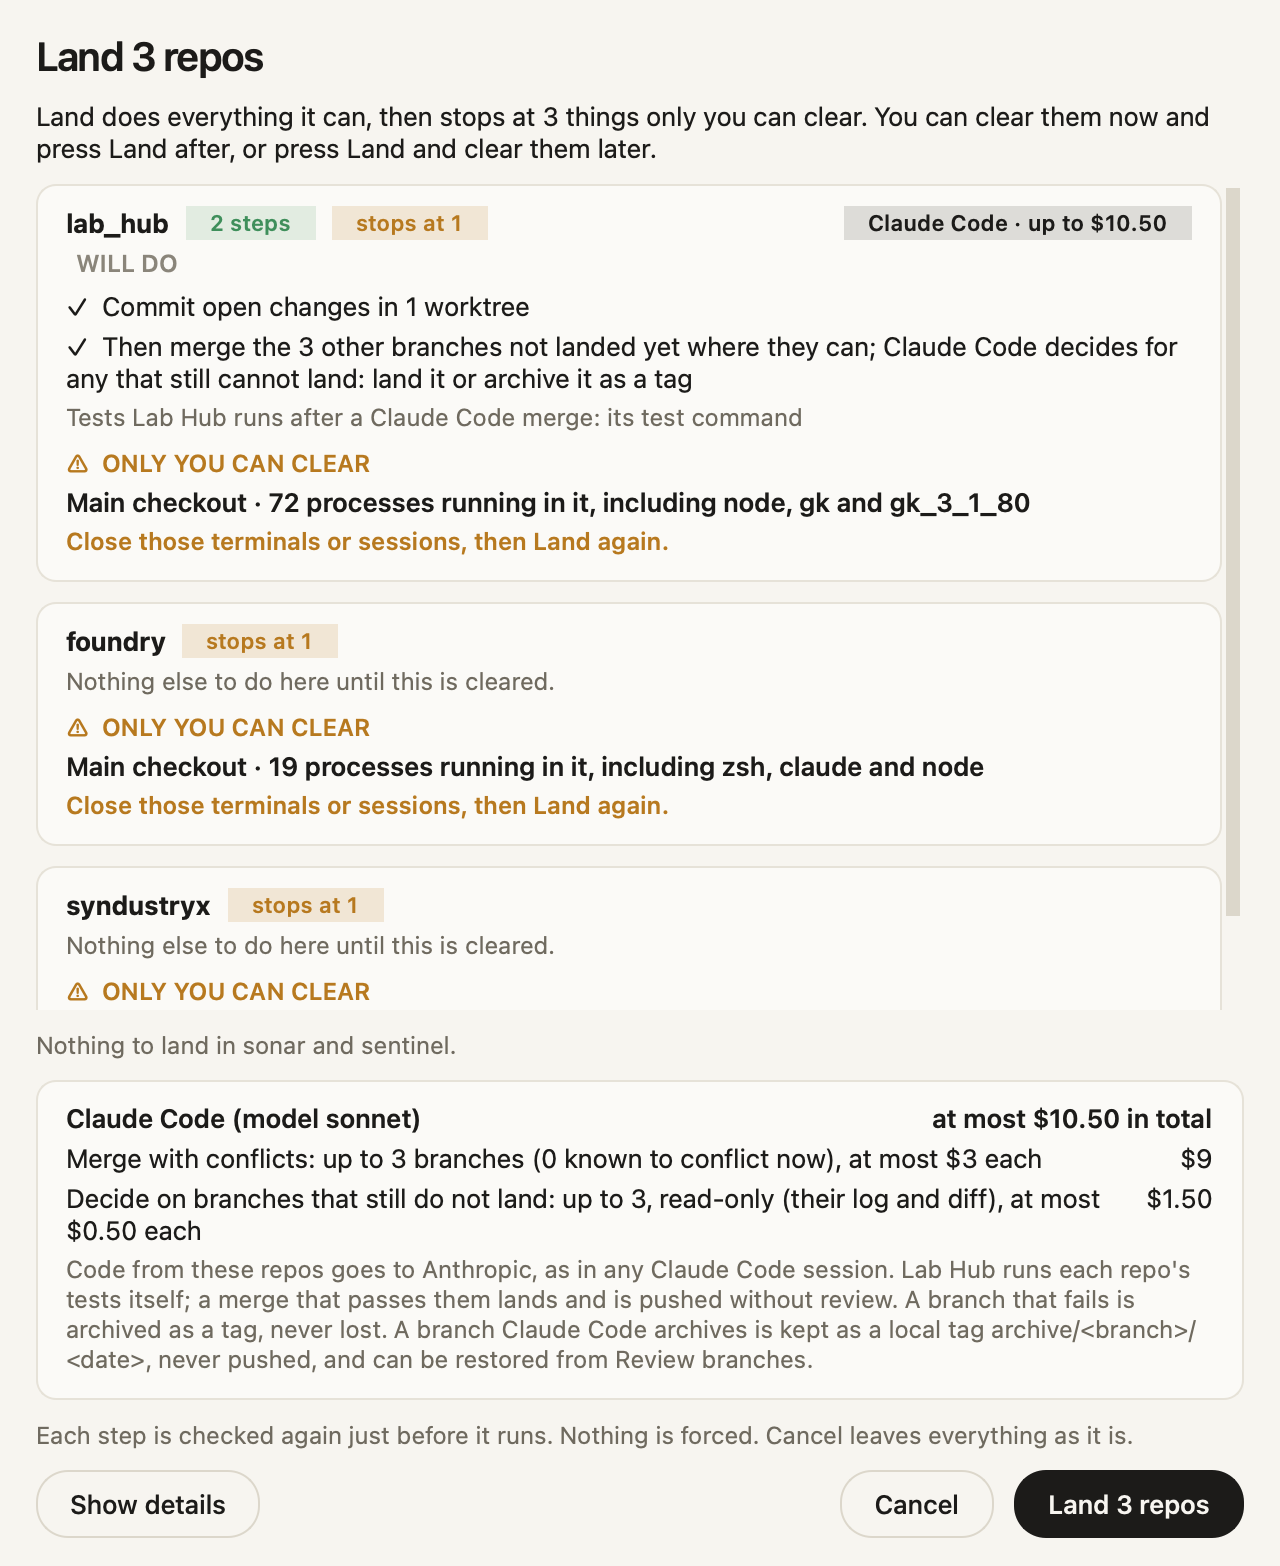 Land 3 repos
Land does everything it can, then stops at 3 things only you can clear. You can clear them now and
press Land after, or press Land and clear them later.
lab_hub 2 steps stops at 1 Claude Code · up to $10.50
WILL DO
✓ Commit open changes in 1 worktree
✓ Then merge the 3 other branches not landed yet where they can; Claude Code decides for
any that still cannot land: land it or archive it as a tag
Tests Lab Hub runs after a Claude Code merge: its test command
⚠ ONLY YOU CAN CLEAR
Main checkout · 72 processes running in it, including node, gk and gk_3_1_80
Close those terminals or sessions, then Land again.
foundry stops at 1
Nothing else to do here until this is cleared.
⚠ ONLY YOU CAN CLEAR
Main checkout · 19 processes running in it, including zsh, claude and node
Close those terminals or sessions, then Land again.
syndustryx stops at 1
Nothing else to do here until this is cleared.
⚠ ONLY YOU CAN CLEAR
Nothing to land in sonar and sentinel.
Claude Code (model sonnet) at most $10.50 in total
Merge with conflicts: up to 3 branches (0 known to conflict now), at most $3 each $9
Decide on branches that still do not land: up to 3, read-only (their log and diff), at most $1.50
$0.50 each
Code from these repos goes to Anthropic, as in any Claude Code session. Lab Hub runs each repo's
tests itself; a merge that passes them lands and is pushed without review. A branch that fails is
archived as a tag, never lost. A branch Claude Code archives is kept as a local tag archive/<branch>/
<date>, never pushed, and can be restored from Review branches.
Each step is checked again just before it runs. Nothing is forced. Cancel leaves everything as it is.
Show details Cancel Land 3 repos